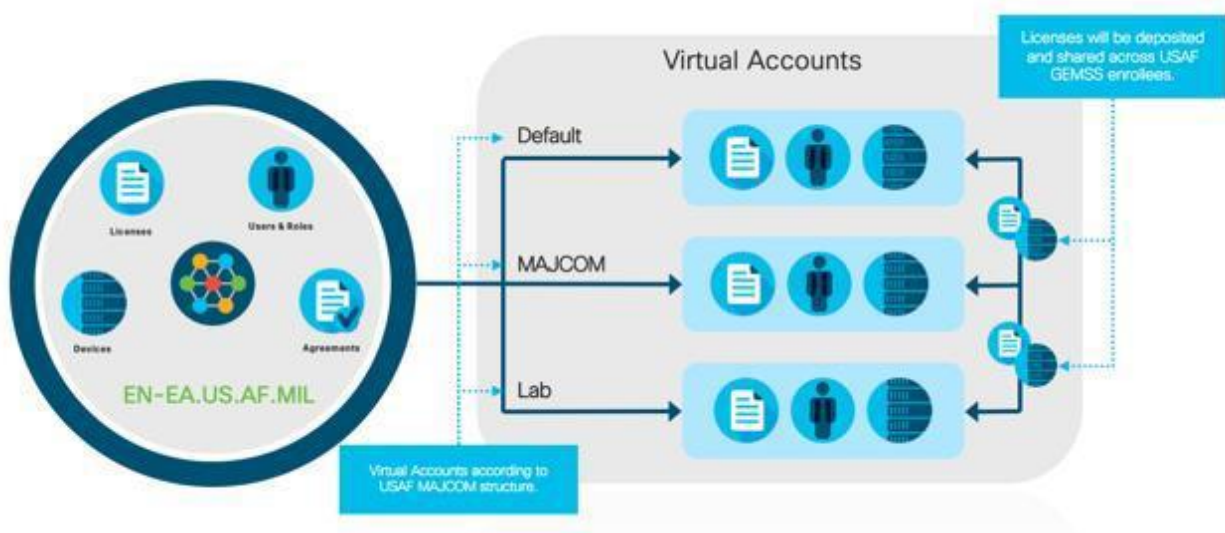 Virtual Accounts
Licenses will be deposited
and shared across USAF
GEMSS enrollees.
Default
MAJCOM
Lab
Licenses
Users & Roles
Devices
Agreements
EN-EA.US.AF.MIL
Virtual Accounts according to
USAF MAJCOM structure.